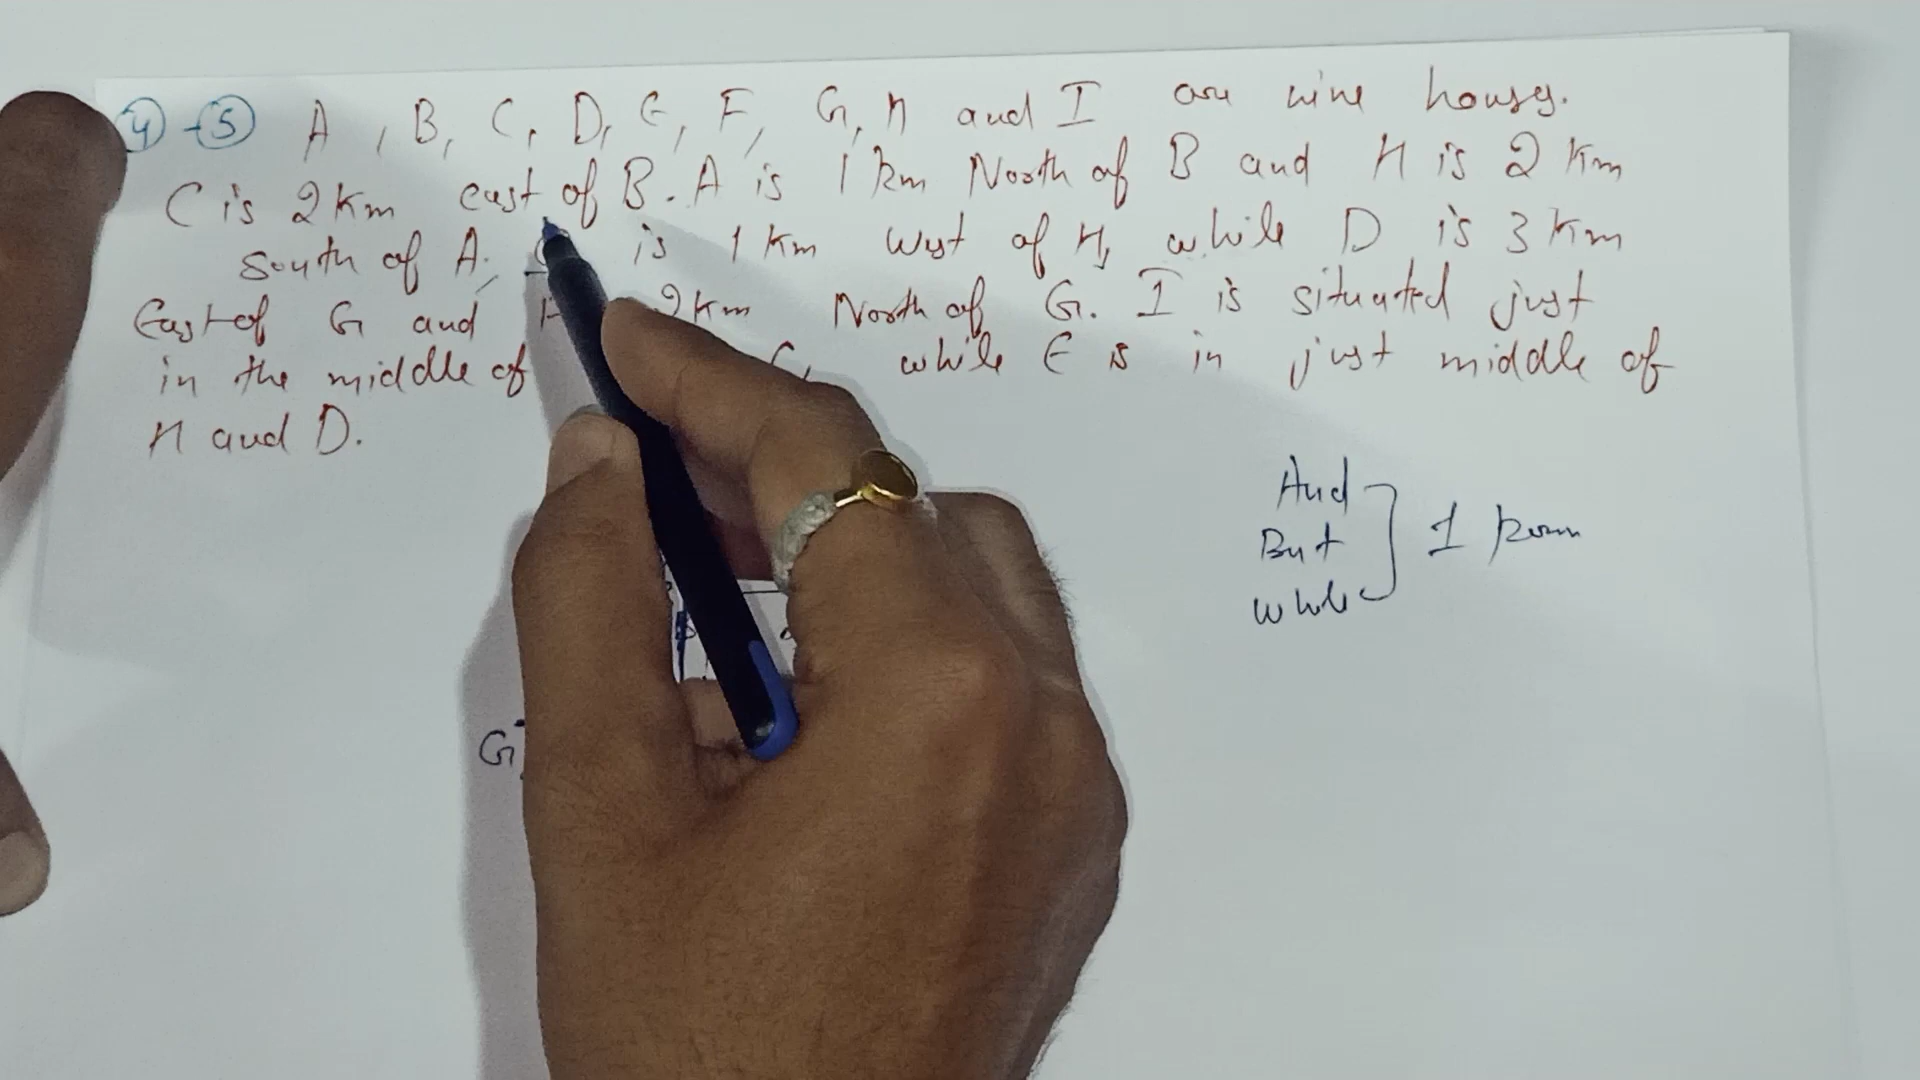 4 - 5 A, B, C, D, E, F, G, H and I are nine houses.
C is 2 Km east of B. A is 1 km North of B and H is 2 Km
south of A. is 1 Km west of H, while D is 3 Km
East of G and 2 Km North of G. I is situated just
in the middle of C, while E is in just middle of
H and D.
And
But
while
1
B
G